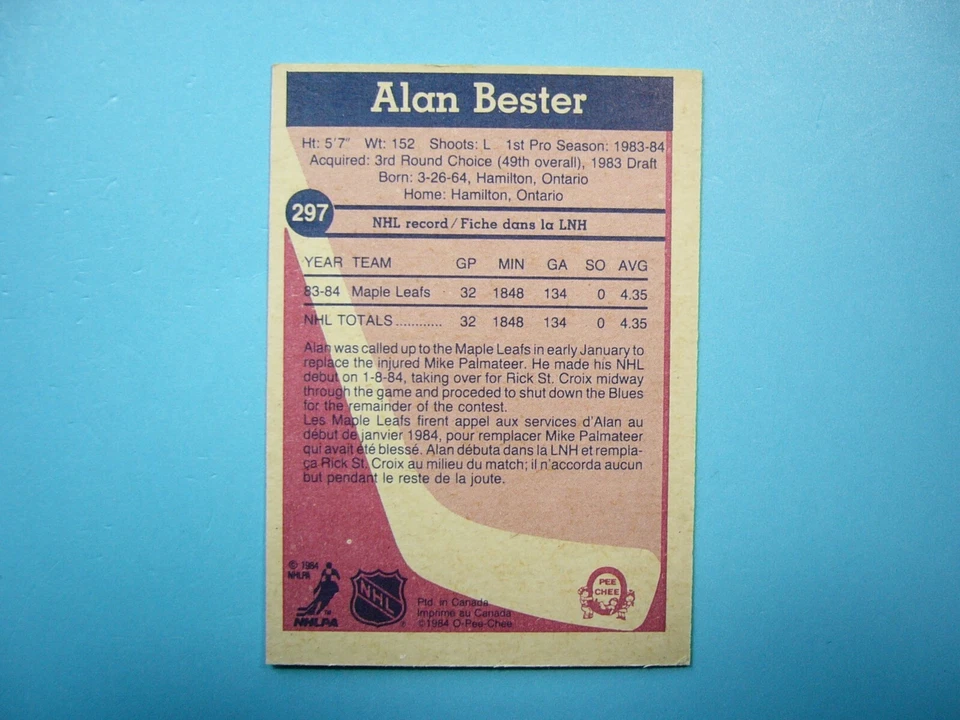 Alan Bester
Ht: 5'7" Wt: 152 Shoots: L 1st Pro Season: 1983-84
Acquired: 3rd Round Choice (49th overall), 1983 Draft
Born: 3-26-64, Hamilton, Ontario
Home: Hamilton, Ontario
297
NHL record/Fiche dans la LNH
YEAR TEAM GP MIN GA SO AVG
83-84 Maple Leafs 32 1848 134 0 4.35
NHL TOTALS............ 32 1848 134 0 4.35
Alan was called up to the Maple Leafs in early January to
replace the injured Mike Palmateer. He made his NHL
debut on 1-8-84, taking over for Rick St. Croix midway
through the game and proceded to shut down the Blues
for the remainder of the contest.
Les Maple Leafs firent appel aux services d'Alan au
début de janvier 1984, pour remplacer Mike Palmateer
qui avait été blessé. Alan débuta dans la LNH et rempla-
ça Rick St. Croix au milieu du match; il n'accorda aucun
but pendant le reste de la joute.
© 1984
NHLPA
TM
NHLPA
NHL
®
Ptd. in Canada
Imprimé au Canada
©1984 O-Pee-Chee
PEE
CHEE